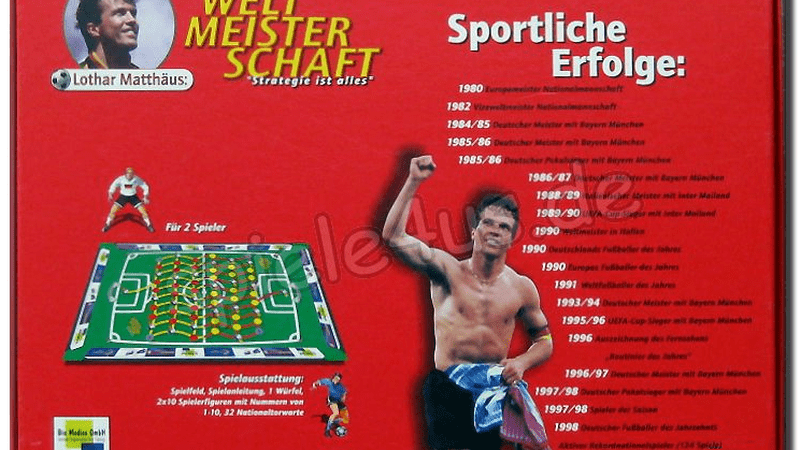 WELT
MEISTER
SCHAFT
"Strategie ist alles"
Lothar Matthäus:
Sportliche
Erfolge:
1980 Europameister Nationalmannschaft
1982 Vizeweltmeister Nationalmannschaft
1984/85 Deutscher Meister mit Bayern München
1985/86 Deutscher Meister mit Bayern München
1985/86 Deutscher Pokalsieger mit Bayern München
1986/87 Deutscher Meister mit Bayern München
1988/89 Italienischer Meister mit Inter Mailand
1989/90 UEFA-Cup-Sieger mit Inter Mailand
1990 Weltmeister in Italien
1990 Deutschlands Fußballer des Jahres
1990 Europas Fußballer des Jahres
1991 Weltfußballer des Jahres
1993/94 Deutscher Meister mit Bayern München
1995/96 UEFA-Cup-Sieger mit Bayern München
1996 Auszeichnung des Fernsehens
1996/97 Deutscher Meister mit Bayern München
1997/98 Deutscher Pokalsieger mit Bayern München
1997/98 Spieler der Saison
1998 Deutscher Fußballer des Jahrzehnts
Aktiver Rekordnationalspieler
Für 2 Spieler
Spielausstattung:
Spielfeld, Spielanleitung, 1 Würfel,
2x10 Spielerfiguren mit Nummern von
1-10, 32 Nationaltorwarte
Dia Medien GmbH
spiele4us.de